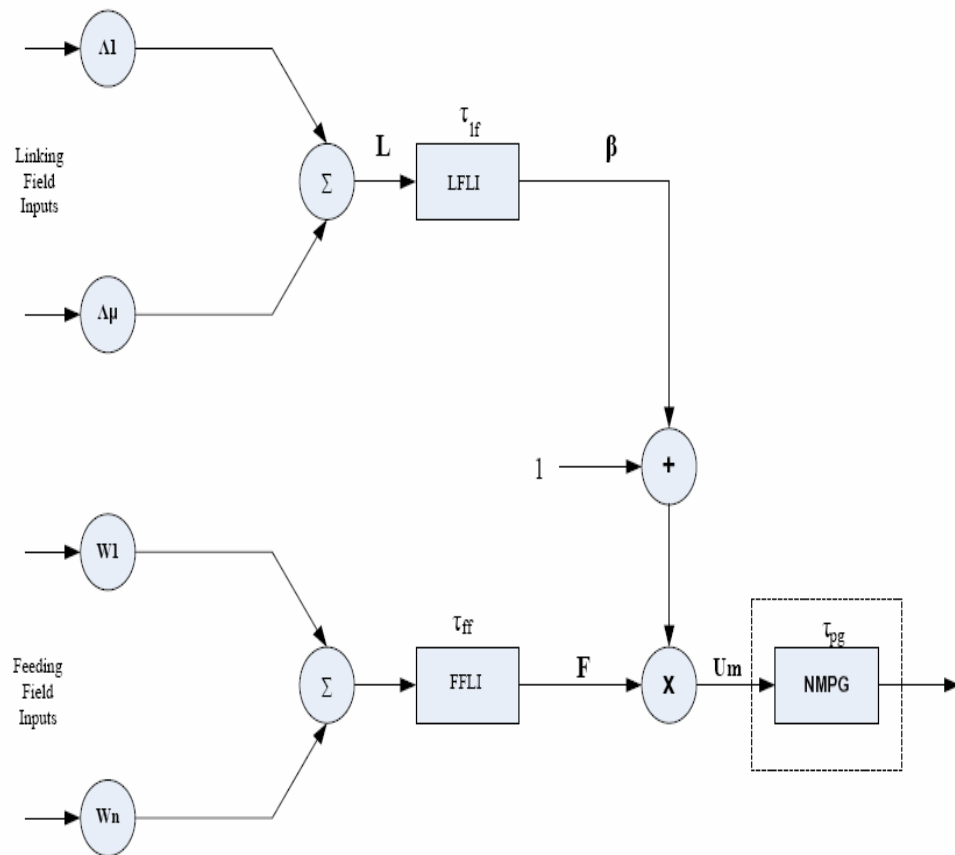 Λ1
Linking
Field
Inputs
Λμ
Σ
L
τlf
LFLI
β
1
+
W1
Feeding
Field
Inputs
Wn
Σ
τff
FFLI
F
X
Um
τpg
NMPG